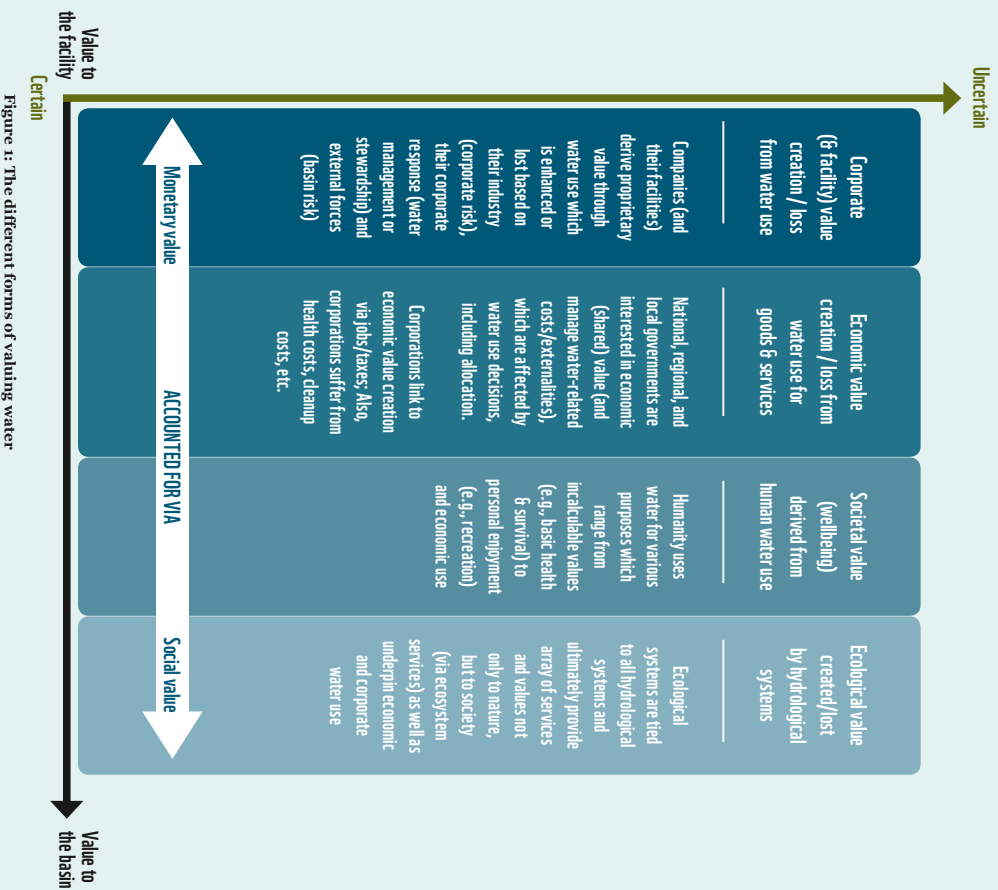 Uncertain
Corporate
(& facility) value
creation / loss
from water use
Companies (and
their facilities)
derive proprietary
value through
water use which
is enhanced or
lost based on
their industry
(corporate risk),
their corporate
response (water
management or
stewardship) and
external forces
(basin risk)
Economic value
creation / loss from
water use for
goods & services
National, regional, and
local governments are
interested in economic
(shared) value (and
manage water-related
costs/externalities),
which are affected by
water use decisions,
including allocation.
Corporations link to
economic value creation
via jobs/taxes; Also,
corporations suffer from
health costs, cleanup
costs, etc.
Societal value
(wellbeing)
derived from
human water use
Humanity uses
water for various
purposes which
range from
incalculable values
(e.g., basic health
& survival) to
personal enjoyment
(e.g., recreation)
and economic use
Ecological value
created/lost
by hydrological
systems
Ecological
systems are tied
to all hydrological
systems and
ultimately provide
array of services
and values not
only to nature,
but to society
(via ecosystem
services) as well as
underpin economic
and corporate
water use
Monetary value
ACCOUNTED FOR VIA
Social value
Value to
the facility
Certain
Value to
the basin
Figure 1: The different forms of valuing water